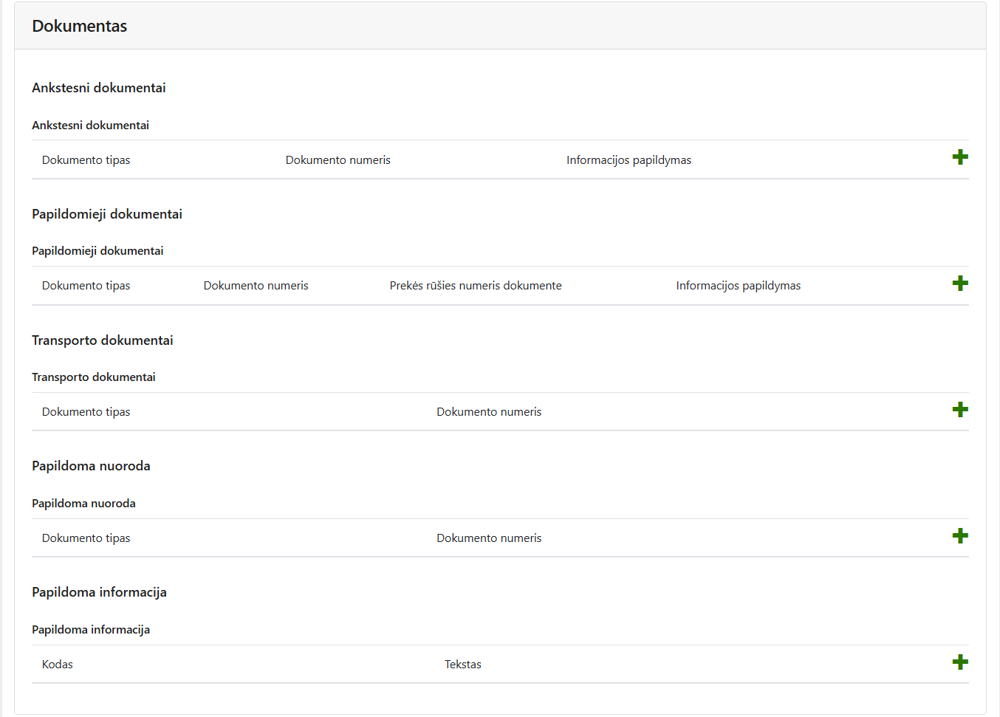 Dokumentas
Ankstesni dokumentai
Ankstesni dokumentai
Dokumento tipas Dokumento numeris Informacijos papildymas
Papildomieji dokumentai
Papildomieji dokumentai
Dokumento tipas Dokumento numeris Prekės rūšies numeris dokumente Informacijos papildymas
Transporto dokumentai
Transporto dokumentai
Dokumento tipas Dokumento numeris
Papildoma nuoroda
Papildoma nuoroda
Dokumento tipas Dokumento numeris
Papildoma informacija
Papildoma informacija
Kodas Tekstas